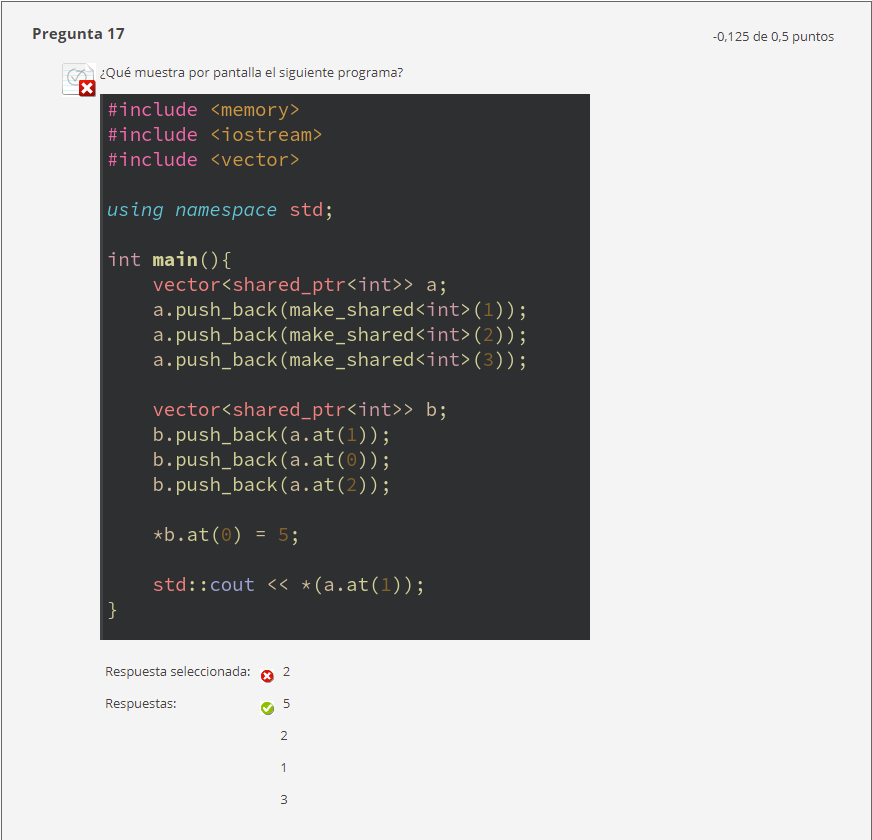 Pregunta 17
-0,125 de 0,5 puntos
¿Qué muestra por pantalla el siguiente programa?
#include <memory>
#include <iostream>
#include <vector>
using namespace std;
int main(){
    vector<shared_ptr<int>> a;
    a.push_back(make_shared<int>(1));
    a.push_back(make_shared<int>(2));
    a.push_back(make_shared<int>(3));
    vector<shared_ptr<int>> b;
    b.push_back(a.at(1));
    b.push_back(a.at(0));
    b.push_back(a.at(2));
    *b.at(0) = 5;
    std::cout << *(a.at(1));
}
Respuesta seleccionada: 2
Respuestas: 5
2
1
3